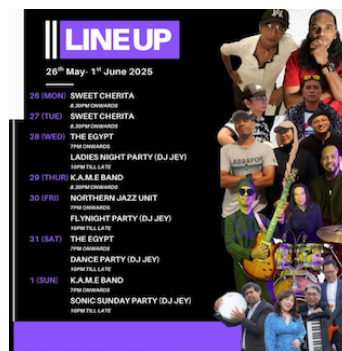 LINE UP
26th May- 1st June 2025
26 (MON) SWEET CHERITA
8.30PM ONWARDS
27 (TUE) SWEET CHERITA
8.30PM ONWARDS
28 (WED) THE EGYPT
7PM ONWARDS
LADIES NIGHT PARTY (DJ JEY)
10PM TILL LATE
29 (THUR) K.A.M.E BAND
8.30PM ONWARDS
30 (FRI) NORTHERN JAZZ UNIT
7PM ONWARDS
FLYNIGHT PARTY (DJ JEY)
10PM TILL LATE
31 (SAT) THE EGYPT
7PM ONWARDS
DANCE PARTY (DJ JEY)
10PM TILL LATE
1 (SUN) K.A.M.E BAND
7PM ONWARDS
SONIC SUNDAY PARTY (DJ JEY)
10PM TILL LATE